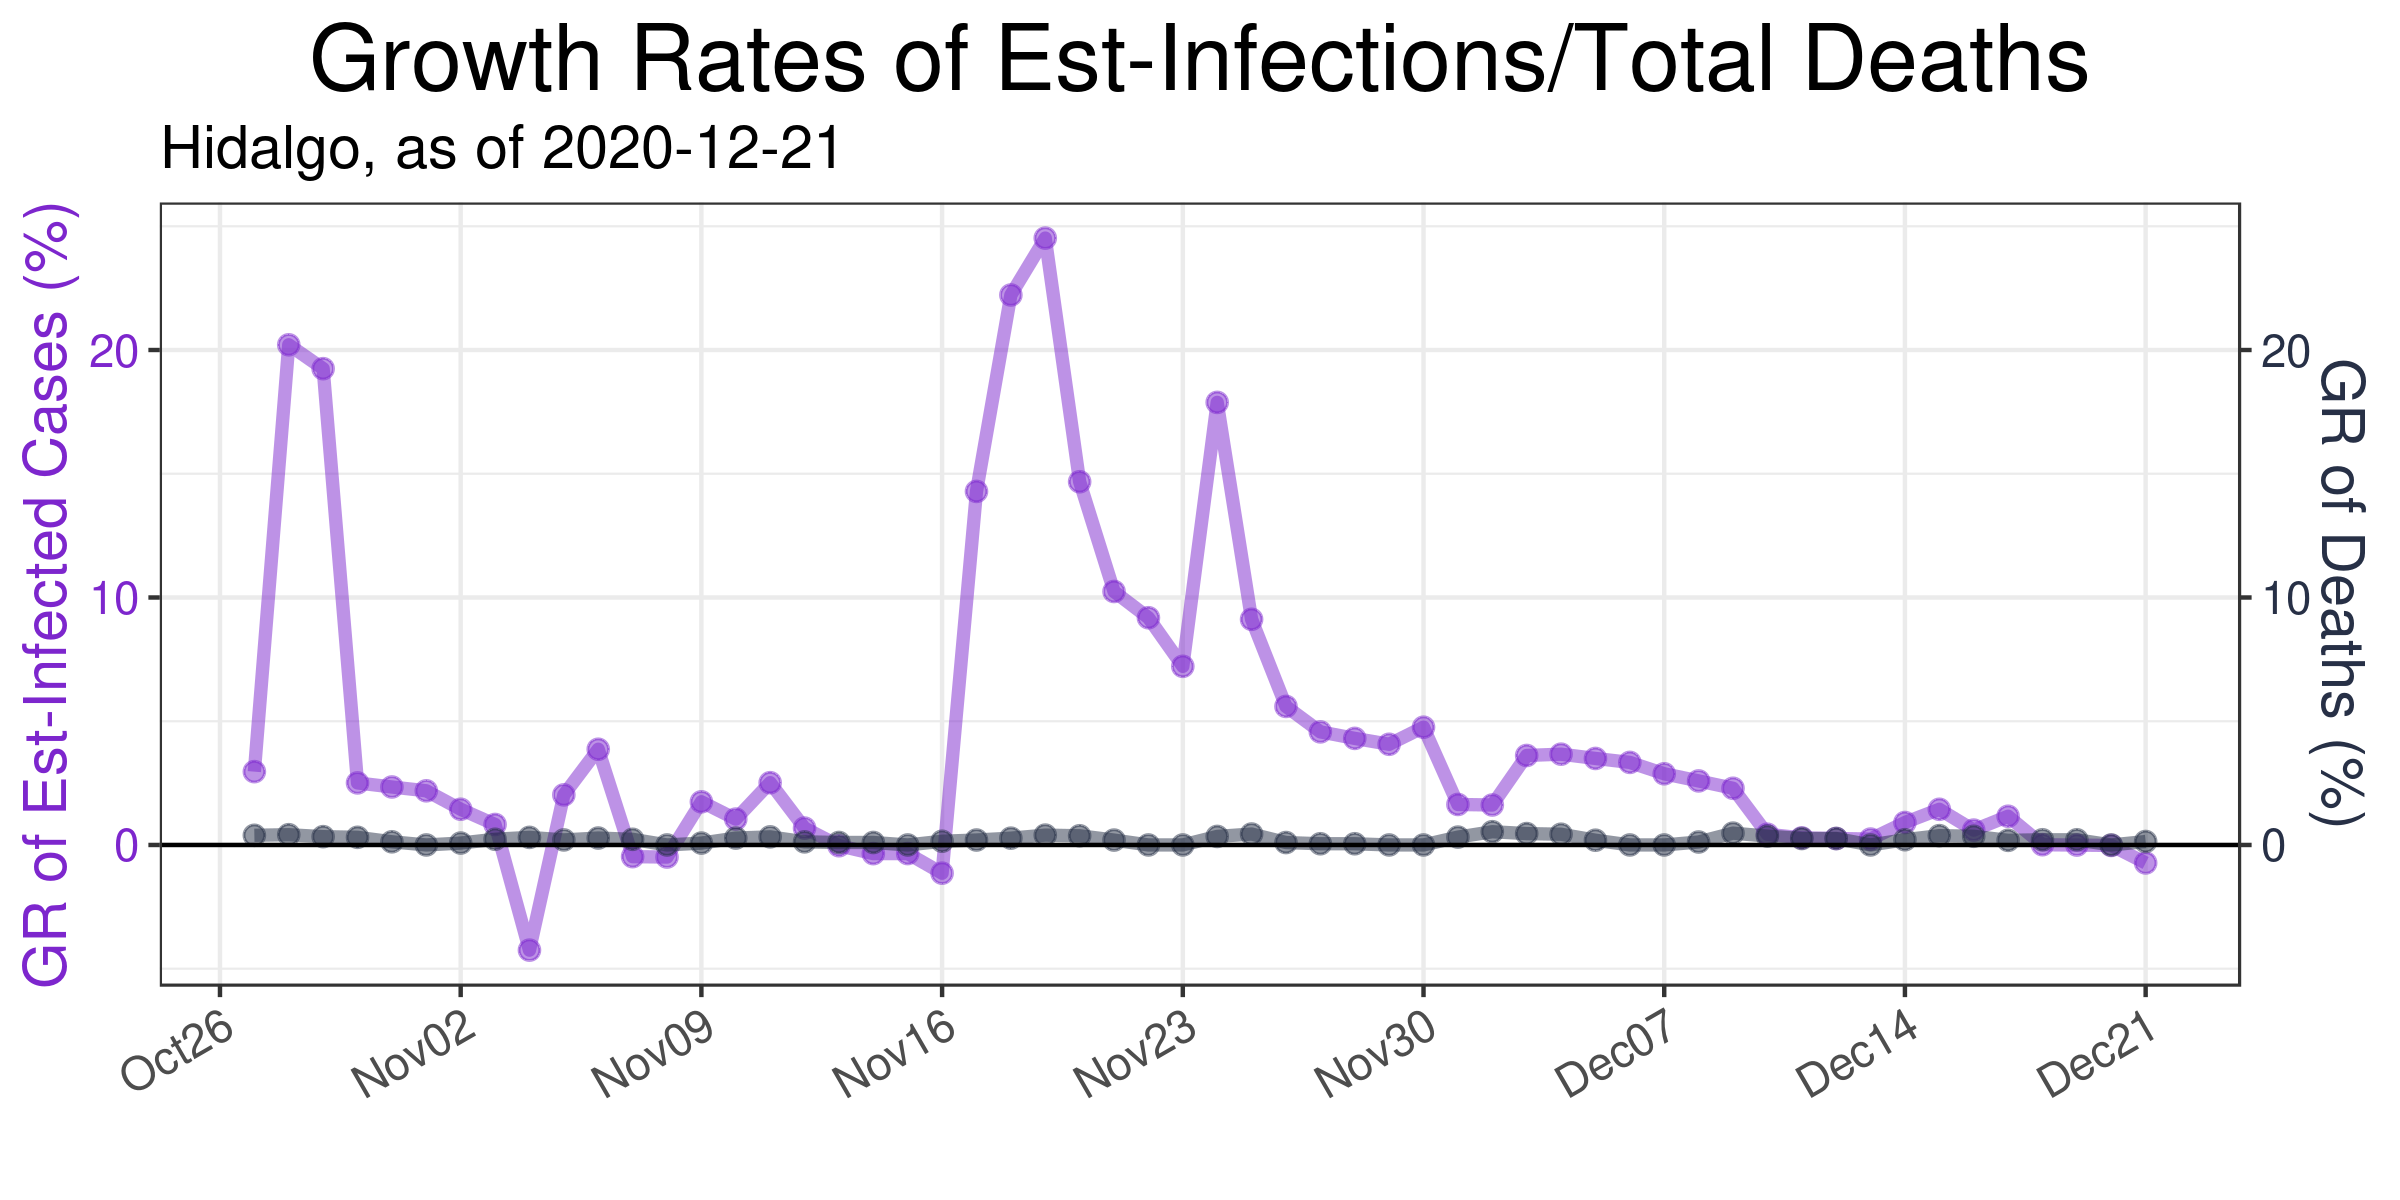 Growth Rates of Est-Infections/Total Deaths
Hidalgo, as of 2020-12-21
GR of Est-Infected Cases (%)
20
10
0
20
10
0
GR of Deaths (%)
Oct26
Nov02
Nov09
Nov16
Nov23
Nov30
Dec07
Dec14
Dec21